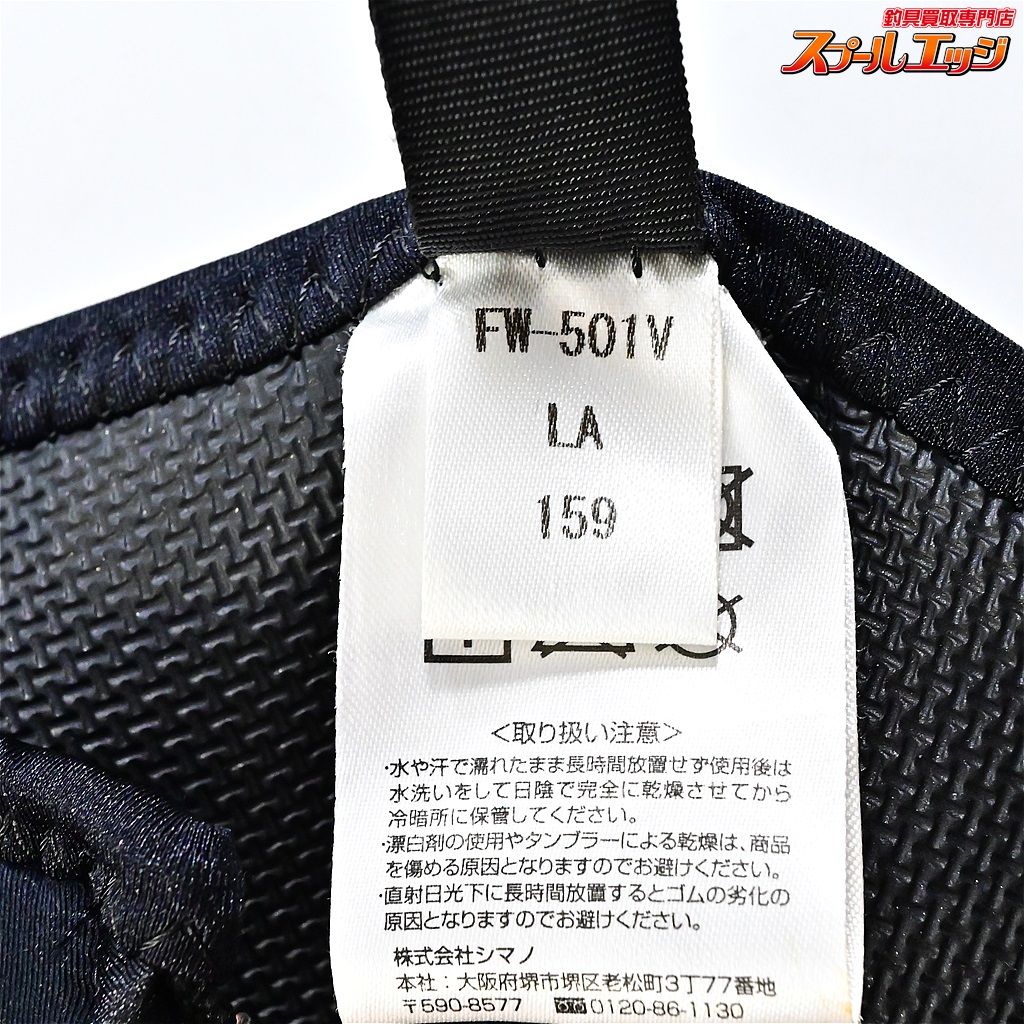 釣具買取専門店
スプールエッジ
FW-501V
LA
159
<取り扱い注意>
・水や汗で濡れたまま長時間放置せず使用後は
水洗いをして日陰で完全に乾燥させてから
冷暗所に保管してください。
・漂白剤の使用やタンブラーによる乾燥は、商品
を傷める原因となりますのでお避けください。
・直射日光下に長時間放置するとゴムの劣化の
原因となりますのでお避けください。
株式会社シマノ
本社：大阪府堺市堺区老松町3丁77番地
〒590-8577 0120-86-1130